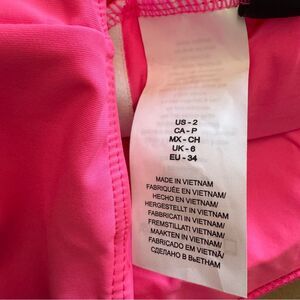 US - 2
CA - P
MX - CH
UK - 6
EU - 34
MADE IN VIETNAM
FABRIQUÉE EN VIETNAM/
HECHO EN VIETNAM/
HERGESTELLT IN VIETNAM/
FABBRICATI IN VIETNAM/
FREMSTILLATI VIETNAM/
MAAKTEN IN VIETNAM/
FABRICADO EM VIETNÃ/
СДЕЛАНО В ВЬЕТНАМ